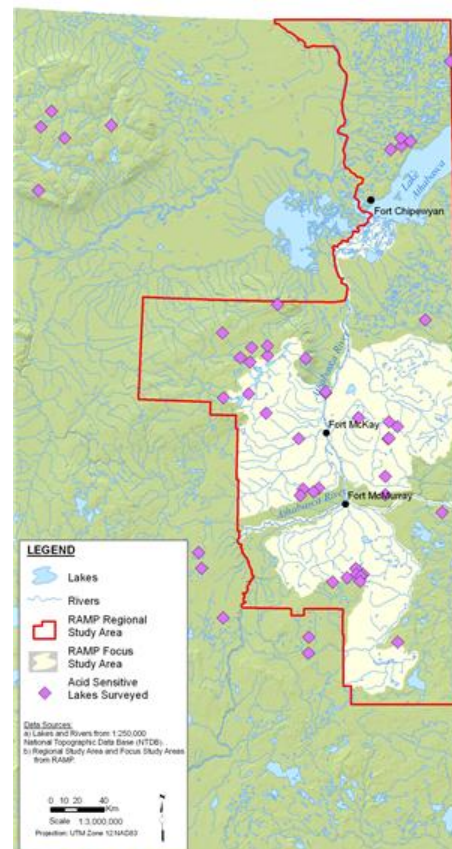 Lake
Athabasca
Fort Chipewyan
Athabasca River
Fort McKay
Athabasca River
Fort McMurray
LEGEND
Lakes
Rivers
RAMP Regional
Study Area
RAMP Focus
Study Area
Acid Sensitive
Lakes Surveyed
Data Sources:
a) Lakes and Rivers from 1:250,000
National Topographic Data Base (NTDB).
b) Regional Study Area and Focus Study Areas
from RAMP.
0 10 20 40
Km
Scale 1:3,000,000
Projection: UTM Zone 12 NAD83